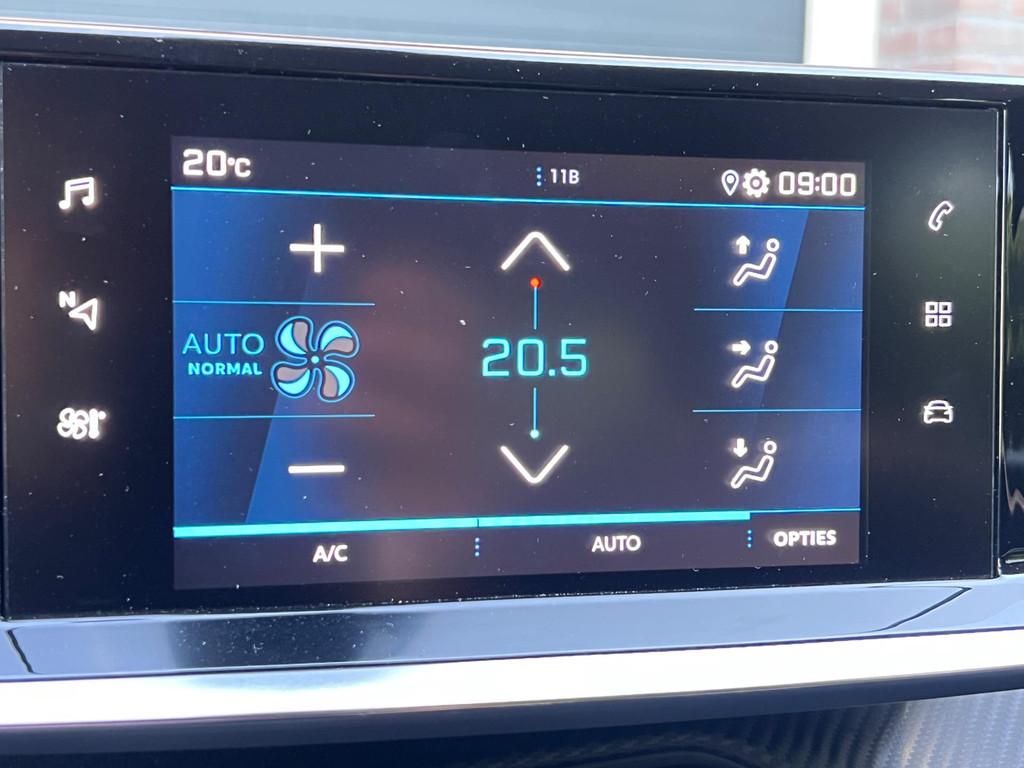 20°C
11B
09:00
N
AUTO
NORMAL
20.5
A/C
AUTO
OPTIES